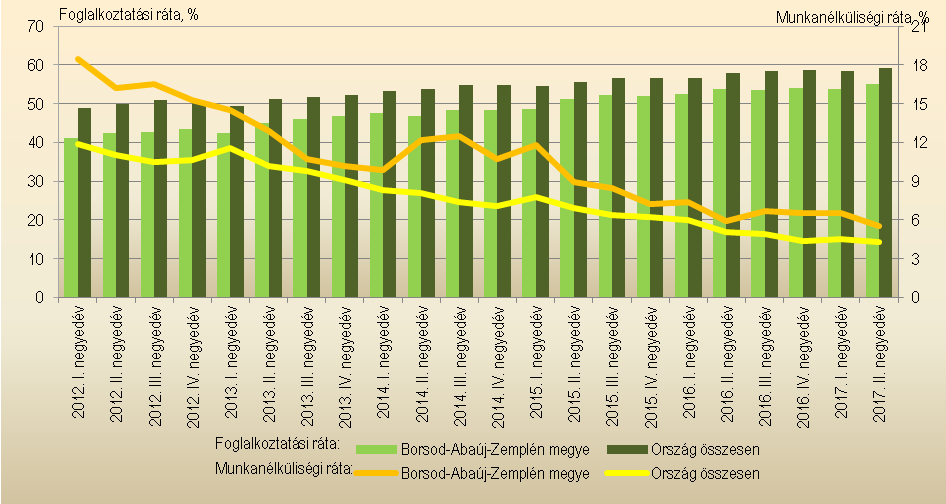 Foglalkoztatási ráta, %
Munkanélküliségi ráta, %
70
60
50
40
30
20
10
0
21
18
15
12
9
6
3
0
2012. I. negyedév
2012. II. negyedév
2012. III. negyedév
2012. IV. negyedév
2013. I. negyedév
2013. II. negyedév
2013. III. negyedév
2013. IV. negyedév
2014. I. negyedév
2014. II. negyedév
2014. III. negyedév
2014. IV. negyedév
2015. I. negyedév
2015. II. negyedév
2015. III. negyedév
2015. IV. negyedév
2016. I. negyedév
2016. II. negyedév
2016. III. negyedév
2016. IV. negyedév
2017. I. negyedév
2017. II. negyedév
Foglalkoztatási ráta: Borsod-Abaúj-Zemplén megye Ország összesen
Munkanélküliségi ráta: Borsod-Abaúj-Zemplén megye Ország összesen